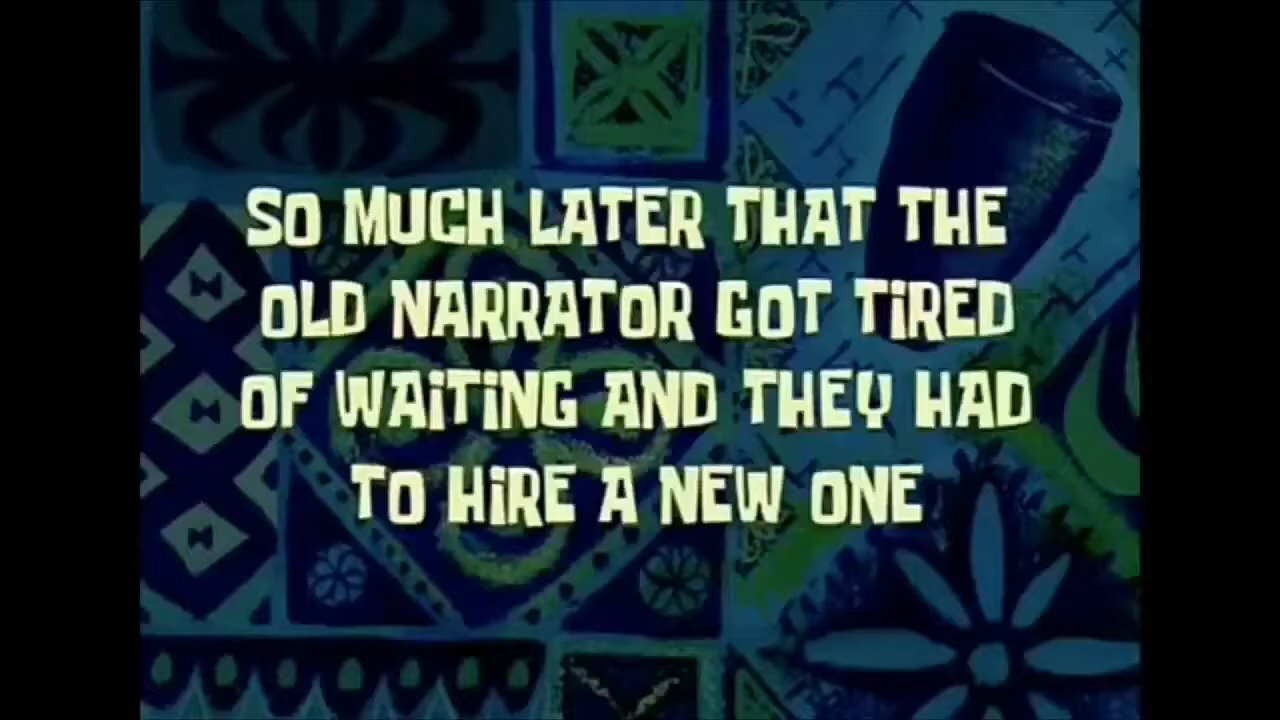 SO MUCH LATER THAT THE
OLD NARRATOR GOT TiRED
OF WAiTiNG AND THEY HAD
TO HiRE A NEW ONE